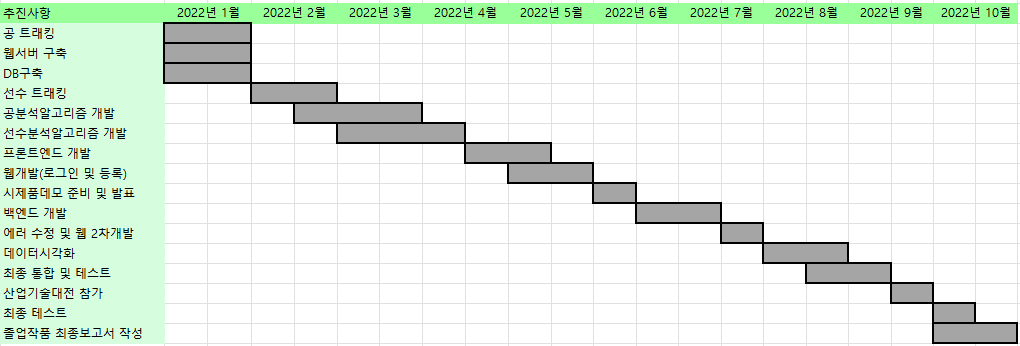 추진사항 2022년 1월 2022년 2월 2022년 3월 2022년 4월 2022년 5월 2022년 6월 2022년 7월 2022년 8월 2022년 9월 2022년 10월
공 트래킹
웹서버 구축
DB구축
선수 트래킹
공분석알고리즘 개발
선수분석알고리즘 개발
프론트엔드 개발
웹개발(로그인 및 등록)
시제품데모 준비 및 발표
백엔드 개발
에러 수정 및 웹 2차개발
데이터시각화
최종 통합 및 테스트
산업기술대전 참가
최종 테스트
졸업작품 최종보고서 작성